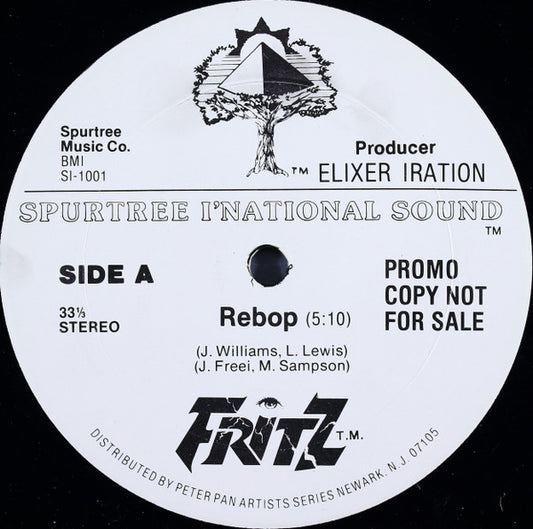 Spurtree
Music Co.
BMI
SI-1001
TM
Producer
ELIXER IRATION
SPURTREE I'NATIONAL SOUND
TM
SIDE A
33⅓
STEREO
PROMO
COPY NOT
FOR SALE
Rebop (5:10)
(J. Williams, L. Lewis)
(J. Freei, M. Sampson)
FRITZ T.M.
DISTRIBUTED BY PETER PAN ARTISTS SERIES NEWARK, N.J. 07105